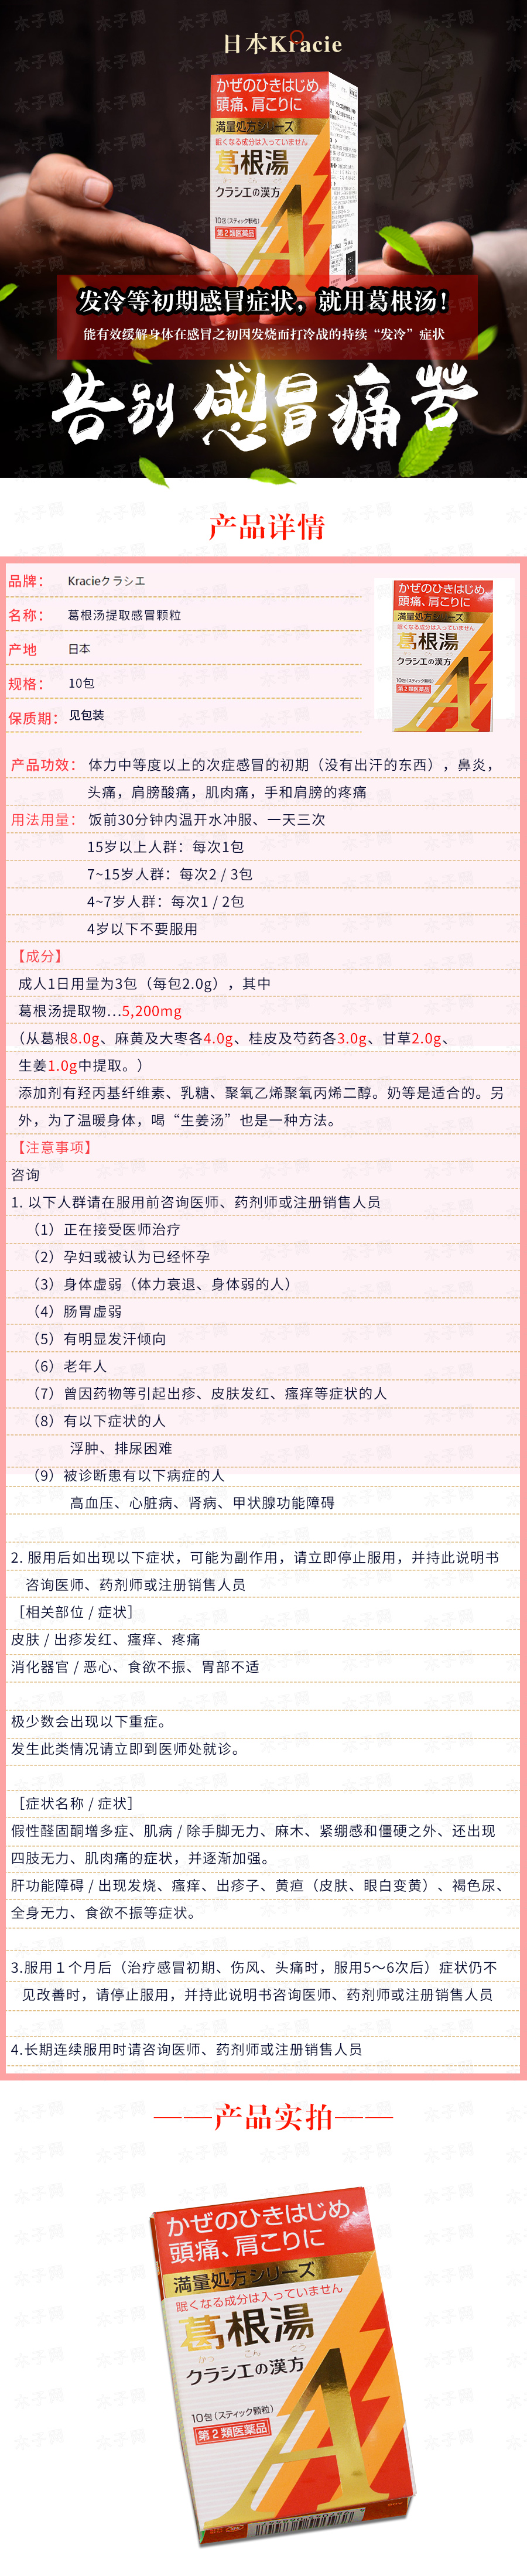 日本Kracie
かぜのひきはじめ
頭痛、肩こりに
満量処方シリーズ
眠くなる成分は入っていません
葛根湯
クラシエの漢方
10包(スティック顆粒)
第2類医薬品
A
发冷等初期感冒症状，就用葛根汤！
能有效缓解身体在感冒之初因发烧而打冷战的持续“发冷”症状
告别感冒痛苦
产品详情
品牌： Kracieクラシエ
名称： 葛根汤提取感冒颗粒
产地 日本
规格： 10包
保质期： 见包装
かぜのひきはじめ
頭痛、肩こりに
満量処方シリーズ
眠くなる成分は入っていません
葛根湯
クラシエの漢方
10包(スティック顆粒)
第2類医薬品
A
产品功效： 体力中等度以上的次症感冒的初期（没有出汗的东西），鼻炎，
头痛，肩膀酸痛，肌肉痛，手和肩膀的疼痛
用法用量： 饭前30分钟内温开水冲服、一天三次
15岁以上人群：每次1包
7~15岁人群：每次2 / 3包
4~7岁人群：每次1 / 2包
4岁以下不要服用
【成分】
成人1日用量为3包（每包2.0g），其中
葛根汤提取物…5,200mg
（从葛根8.0g、麻黄及大枣各4.0g、桂皮及芍药各3.0g、甘草2.0g、
生姜1.0g中提取。）
添加剂有羟丙基纤维素、乳糖、聚氧乙烯聚氧丙烯二醇。奶等是适合的。另
外，为了温暖身体，喝“生姜汤”也是一种方法。
【注意事项】
咨询
1. 以下人群请在服用前咨询医师、药剂师或注册销售人员
（1）正在接受医师治疗
（2）孕妇或被认为已经怀孕
（3）身体虚弱（体力衰退、身体弱的人）
（4）肠胃虚弱
（5）有明显发汗倾向
（6）老年人
（7）曾因药物等引起出疹、皮肤发红、瘙痒等症状的人
（8）有以下症状的人
浮肿、排尿困难
（9）被诊断患有以下病症的人
高血压、心脏病、肾病、甲状腺功能障碍
2. 服用后如出现以下症状，可能为副作用，请立即停止服用，并持此说明书
咨询医师、药剂师或注册销售人员
［相关部位 / 症状］
皮肤 / 出疹发红、瘙痒、疼痛
消化器官 / 恶心、食欲不振、胃部不适
极少数会出现以下重症。
发生此类情况请立即到医师处就诊。
［症状名称 / 症状］
假性醛固酮增多症、肌病 / 除手脚无力、麻木、紧绷感和僵硬之外、还出现
四肢无力、肌肉痛的症状，并逐渐加强。
肝功能障碍 / 出现发烧、瘙痒、出疹子、黄疸（皮肤、眼白变黄）、褐色尿、
全身无力、食欲不振等症状。
3.服用１个月后（治疗感冒初期、伤风、头痛时，服用5～6次后）症状仍不
见改善时，请停止服用，并持此说明书咨询医师、药剂师或注册销售人员
4.长期连续服用时请咨询医师、药剂师或注册销售人员
——产品实拍——
かぜのひきはじめ
頭痛、肩こりに
満量処方シリーズ
眠くなる成分は入っていません
葛根湯
かっこんとう
クラシエの漢方
10包(スティック顆粒)
第2類医薬品
A